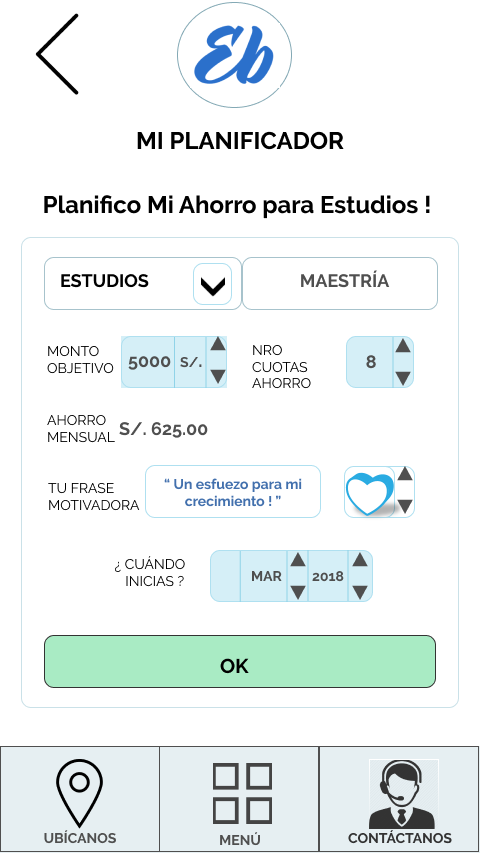 Eb
MI PLANIFICADOR
Planifico Mi Ahorro para Estudios !
ESTUDIOS
MAESTRÍA
MONTO
OBJETIVO
5000
S/.
NRO
CUOTAS
AHORRO
8
AHORRO
MENSUAL
S/. 625.00
TU FRASE
MOTIVADORA
“ Un esfuezo para mi
crecimiento ! ”
¿ CUÁNDO
INICIAS ?
MAR
2018
OK
UBÍCANOS
MENÚ
CONTÁCTANOS